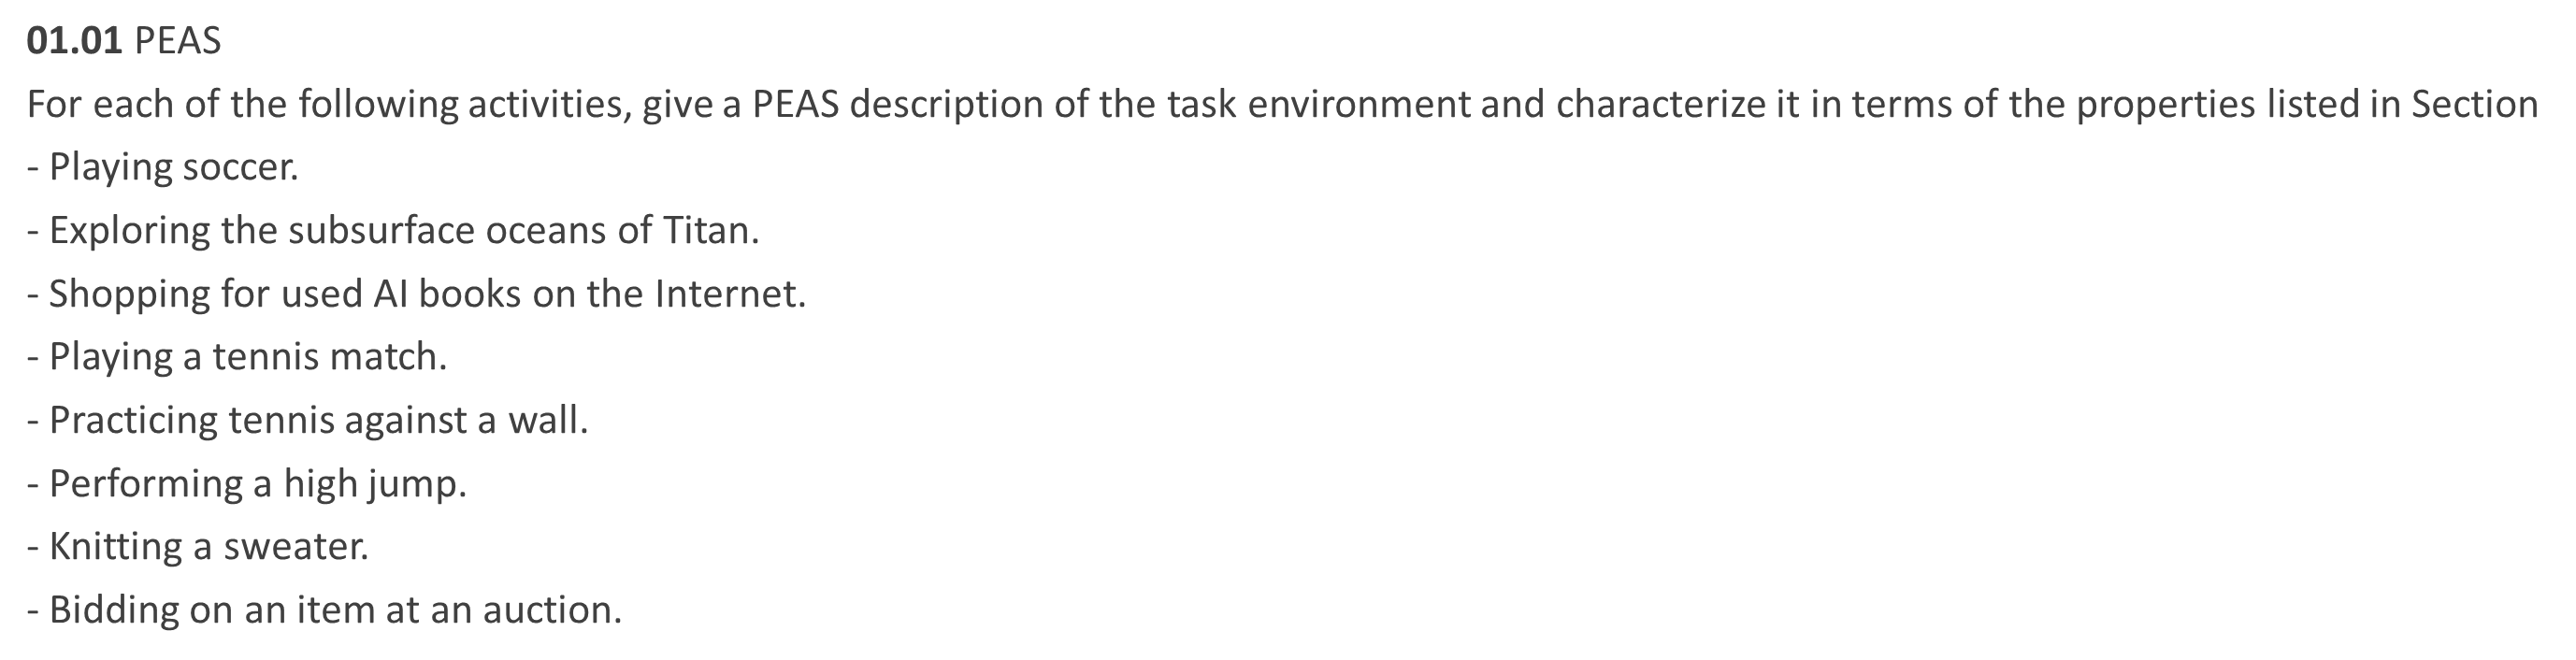 01.01 PEAS
For each of the following activities, give a PEAS description of the task environment and characterize it in terms of the properties listed in Section
- Playing soccer.
- Exploring the subsurface oceans of Titan.
- Shopping for used AI books on the Internet.
- Playing a tennis match.
- Practicing tennis against a wall.
- Performing a high jump.
- Knitting a sweater.
- Bidding on an item at an auction.